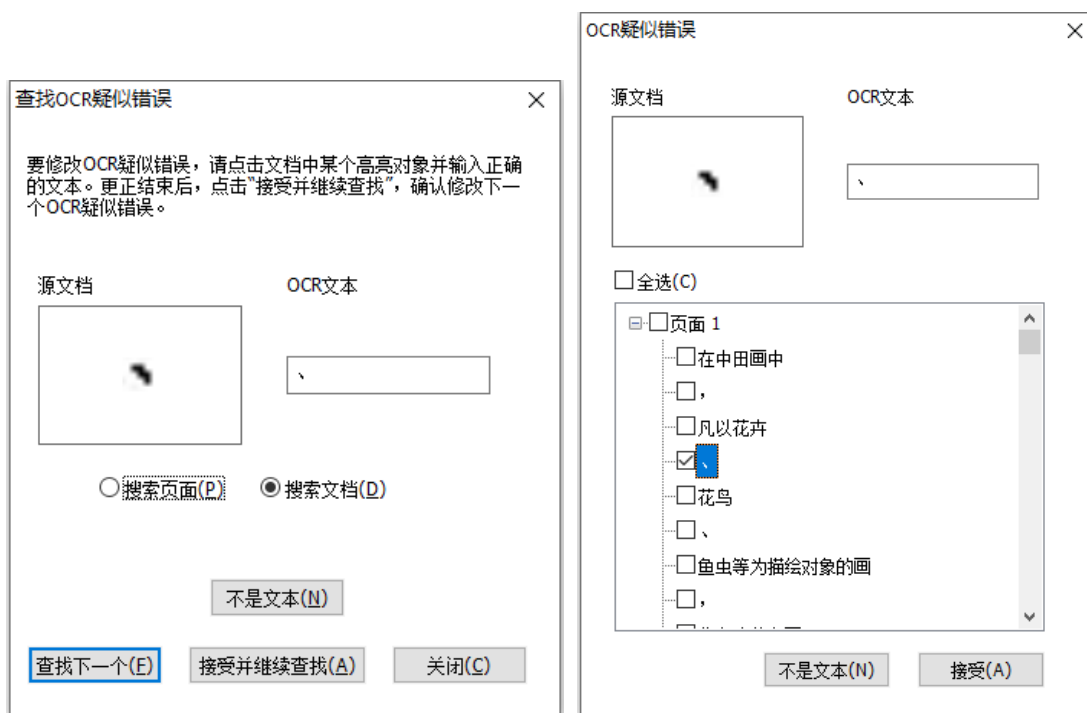 查找OCR疑似错误
要修改OCR疑似错误，请点击文档中某个高亮对象并输入正确
的文本。更正结束后，点击“接受并继续查找”，确认修改下一
个OCR疑似错误。
源文档
OCR文本
、
搜索页面(P)
搜索文档(D)
不是文本(N)
查找下一个(F)
接受并继续查找(A)
关闭(C)
OCR疑似错误
源文档
OCR文本
、
全选(C)
页面 1
在中田画中
，
凡以花卉
、
花鸟
、
鱼虫等为描绘对象的画
，
不是文本(N)
接受(A)